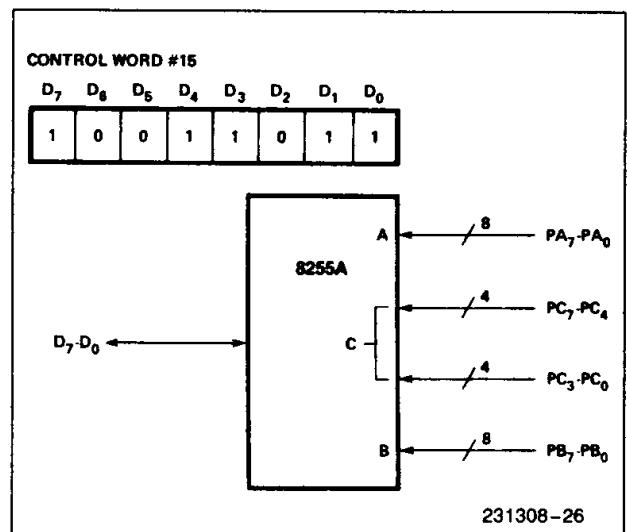 CONTROL WORD #15
D7 D6 D5 D4 D3 D2 D1 D0
1 0 0 1 1 0 1 1
A 8 PA7-PA0
8255A
4 PC7-PC4
D7-D0 C
4 PC3-PC0
B 8 PB7-PB0
231308-26